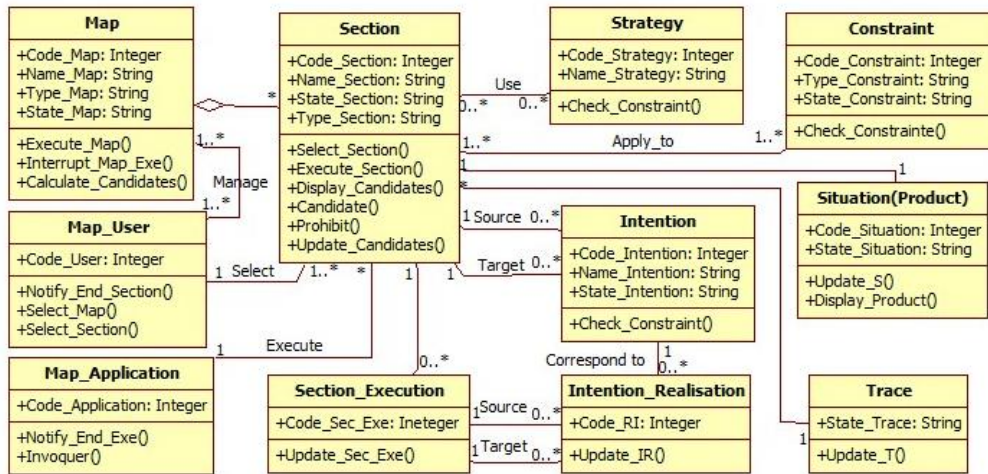 Map
+Code_Map: Integer
+Name_Map: String
+Type_Map: String
+State_Map: String
+Execute_Map()
+Interrupt_Map_Exe()
+Calculate_Candidates()
*
1..*
Manage
1..*
Section
+Code_Section: Integer
+Name_Section: String
+State_Section: String
+Type_Section: String
+Select_Section()
+Execute_Section()
+Display_Candidates()
+Candidate()
+Prohibit()
+Update_Candidates()
Strategy
+Code_Strategy: Integer
+Name_Strategy: String
+Check_Constraint()
Use
0..*
0..*
Constraint
+Code_Constraint: Integer
+Type_Constraint: String
+State_Constraint: String
+Check_Constrainte()
1..*
Apply_to
1..*
1
1
*
Situation(Product)
+Code_Situation: Integer
+State_Situation: String
+Update_S()
+Display_Product()
Map_User
+Code_User: Integer
+Notify_End_Section()
+Select_Map()
+Select_Section()
1
Select
1..*
*
1
0..*
1
Source
0..*
1
Target
0..*
Intention
+Code_Intention: Integer
+Name_Intention: String
+State_Intention: String
+Check_Constraint()
1
Execute
Map_Application
+Code_Application: Integer
+Notify_End_Exe()
+Invoquer()
Correspond to
1
0..*
Section_Execution
+Code_Sec_Exe: Ineteger
+Update_Sec_Exe()
1
Source
0..*
1
Target
0..*
Intention_Realisation
+Code_RI: Integer
+Update_IR()
Trace
+State_Trace: String
+Update_T()
1